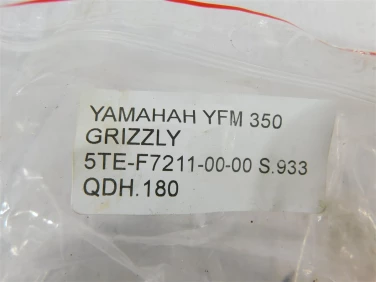 YAMAHAH YFM 350
GRIZZLY
5TE-F7211-00-00 S.933
QDH.180